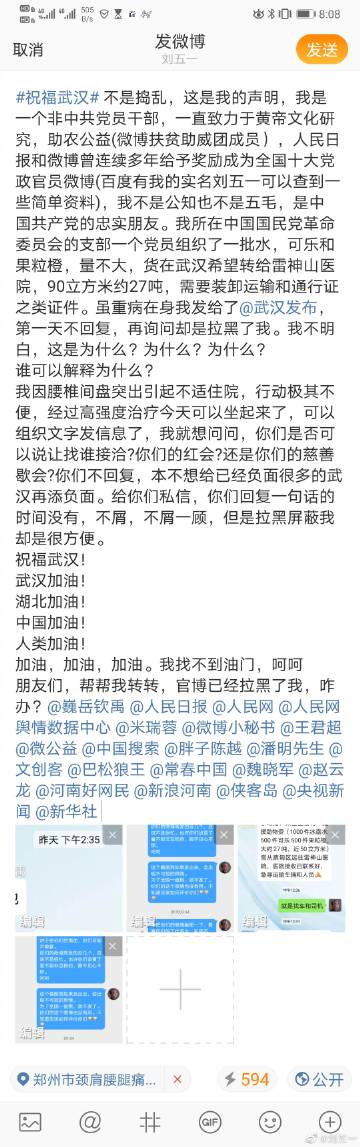 505 B/s
8:08
取消
发微博
刘五一
发送
#祝福武汉# 不是捣乱，这是我的声明，我是
一个非中共党员干部，一直致力于黄帝文化研
究，助农公益(微博扶贫助威团成员），人民日
报和微博曾连续多年给予奖励成为全国十大党
政官员微博(百度有我的实名刘五一可以查到一
些简单资料)，我不是公知也不是五毛，是中
国共产党的忠实朋友。我所在中国国民党革命
委员会的支部一个党员组织了一批水，可乐和
果粒橙，量不大，货在武汉希望转给雷神山医
院，90立方米约27吨，需要装卸运输和通行证
之类证件。虽重病在身我发给了@武汉发布，
第一天不回复，再询问却是拉黑了我。我不明
白，这是为什么？为什么？为什么？
谁可以解释为什么？
我因腰椎间盘突出引起不适住院，行动极其不
便，经过高强度治疗今天可以坐起来了，可以
组织文字发信息了，我就想问问，你们是否可
以说让找谁接洽?你们的红会?还是你们的慈善
歇会?你们不回复，本不想给已经负面很多的武
汉再添负面。给你们私信，你们回复一句话的
时间没有，不屑，不屑一顾，但是拉黑屏蔽我
却是很方便。
祝福武汉！
武汉加油！
湖北加油！
中国加油！
人类加油！
加油，加油，加油。我找不到油门，呵呵
朋友们，帮帮我转转，官博已经拉黑了我，咋
办？@巍岳钦禹 @人民日报 @人民网 @人民网
舆情数据中心 @米瑞蓉 @微博小秘书 @王君超
@微公益 @中国搜索 @胖子陈越 @潘明先生 @
文创客 @巴松狼王 @常春中国 @魏晓军 @赵云
龙 @河南好网民 @新浪河南 @侠客岛 @央视新
闻 @新华社
昨天 下午2:35
编辑
编辑
就是找车和司机
编辑
编辑
郑州市颈肩腰腿痛...
594
公开
GIF